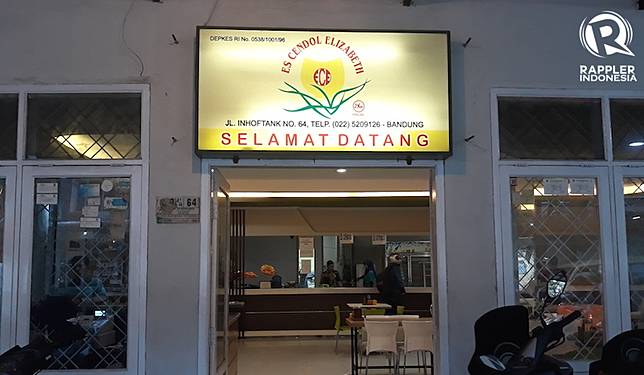 DEPKES RI No. 0538/1001/96
ES CENDOL ELIZABETH
ECE
JL. INHOFTANK NO. 64, TELP. (022) 5209126 - BANDUNG
SELAMAT DATANG
64
R
RAPPLER
INDONESIA